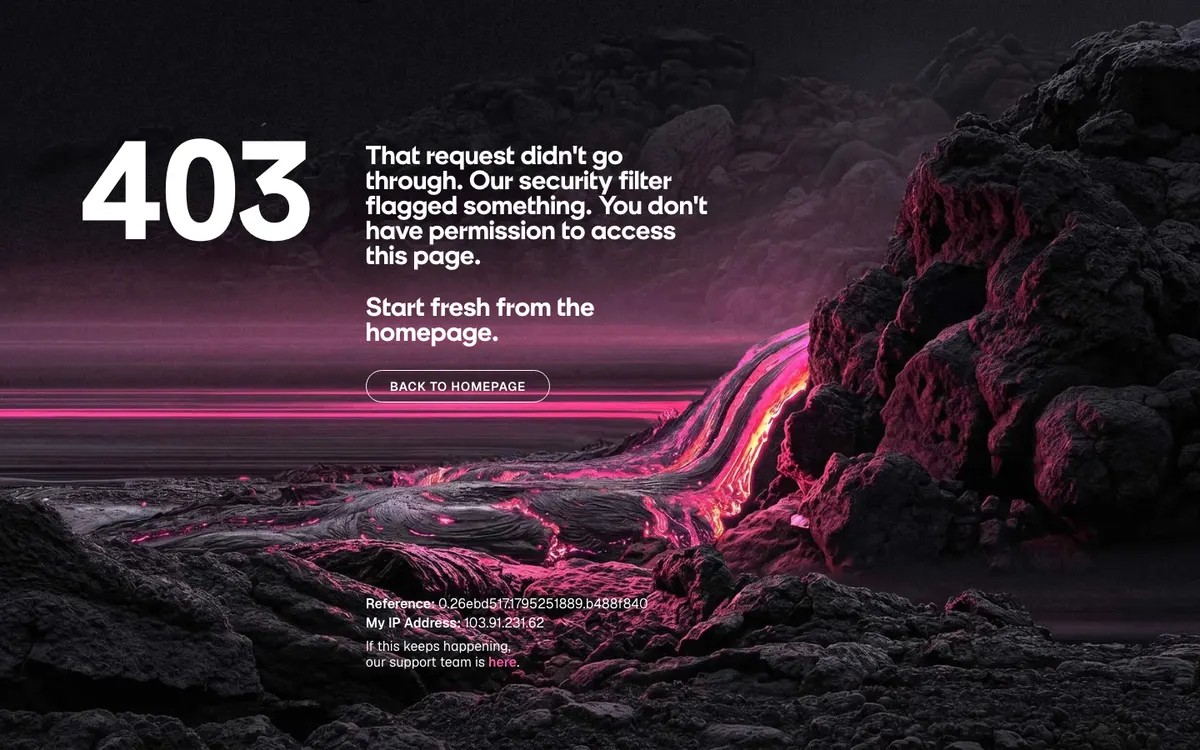 403
That request didn't go
through. Our security filter
flagged something. You don't
have permission to access
this page.
Start fresh from the
homepage.
BACK TO HOMEPAGE
Reference: 0.26ebd517.1795251889.b488f840
My IP Address: 103.91.231.62
If this keeps happening,
our support team is here.